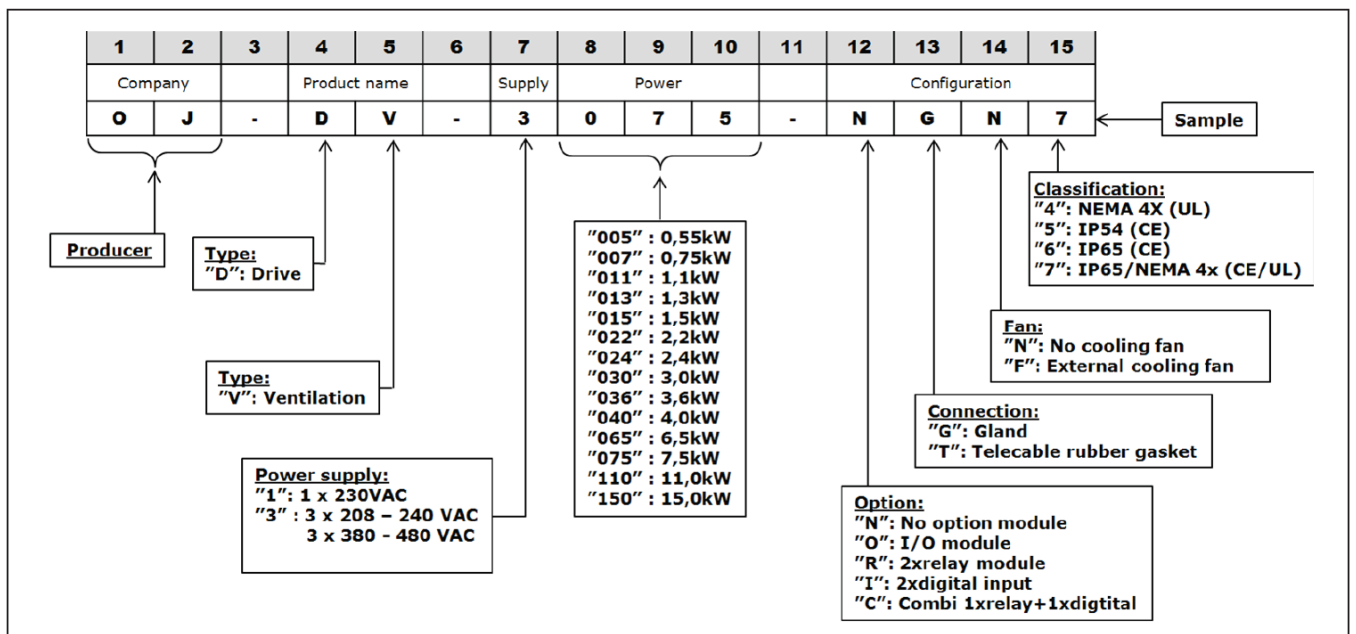 1 2 3 4 5 6 7 8 9 10 11 12 13 14 15
Company Product name Supply Power Configuration
O J - D V - 3 0 7 5 - N G N 7
Sample
Producer
Type:
"D": Drive
Type:
"V": Ventilation
Power supply:
"1": 1 x 230VAC
"3" : 3 x 208 – 240 VAC
3 x 380 - 480 VAC
"005" : 0,55kW
"007" : 0,75kW
"011" : 1,1kW
"013" : 1,3kW
"015" : 1,5kW
"022" : 2,2kW
"024" : 2,4kW
"030" : 3,0kW
"036" : 3,6kW
"040" : 4,0kW
"065" : 6,5kW
"075" : 7,5kW
"110" : 11,0kW
"150" : 15,0kW
Classification:
"4": NEMA 4X (UL)
"5": IP54 (CE)
"6": IP65 (CE)
"7": IP65/NEMA 4x (CE/UL)
Fan:
"N": No cooling fan
"F": External cooling fan
Connection:
"G": Gland
"T": Telecable rubber gasket
Option:
"N": No option module
"O": I/O module
"R": 2xrelay module
"I": 2xdigital input
"C": Combi 1xrelay+1xdigtital